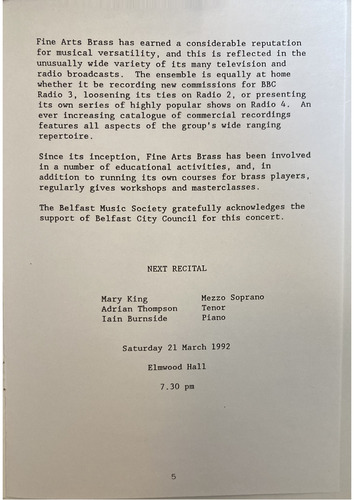 Fine Arts Brass has earned a considerable reputation
for musical versatility, and this is reflected in the
unusually wide variety of its many television and
radio broadcasts. The ensemble is equally at home
whether it be recording new commissions for BBC
Radio 3, loosening its ties on Radio 2, or presenting
its own series of highly popular shows on Radio 4. An
ever increasing catalogue of commercial recordings
features all aspects of the group's wide ranging
repertoire.
Since its inception, Fine Arts Brass has been involved
in a number of educational activities, and, in
addition to running its own courses for brass players,
regularly gives workshops and masterclasses.
The Belfast Music Society gratefully acknowledges the
support of Belfast City Council for this concert.
NEXT RECITAL
Mary King Mezzo Soprano
Adrian Thompson Tenor
Iain Burnside Piano
Saturday 21 March 1992
Elmwood Hall
7.30 pm
5